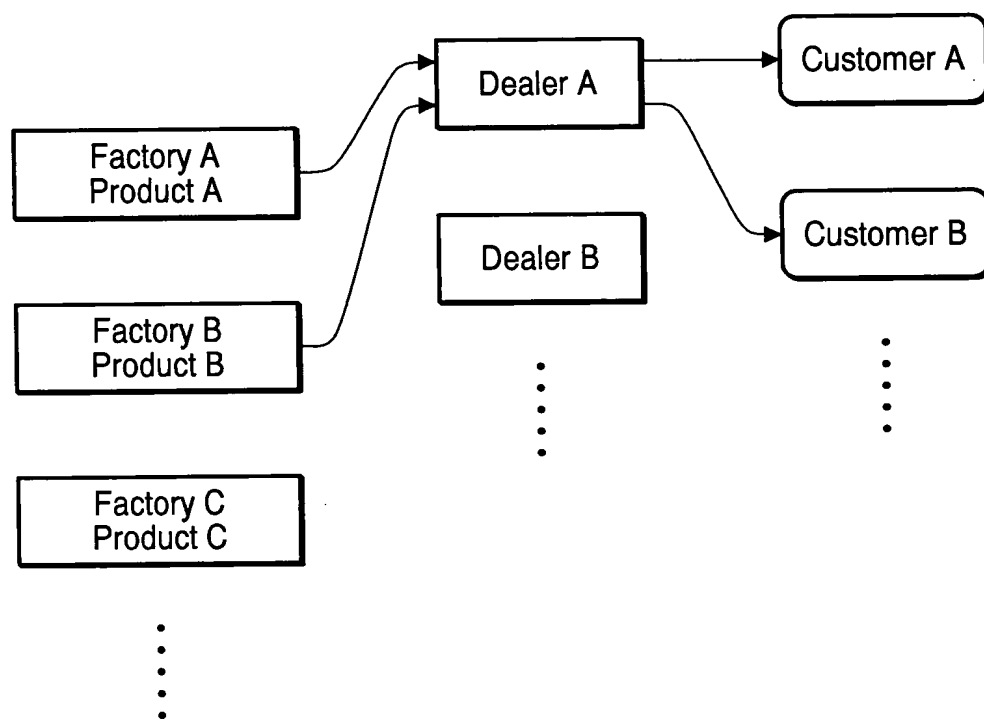 Factory A
Product A
Factory B
Product B
Factory C
Product C
Dealer A
Dealer B
Customer A
Customer B